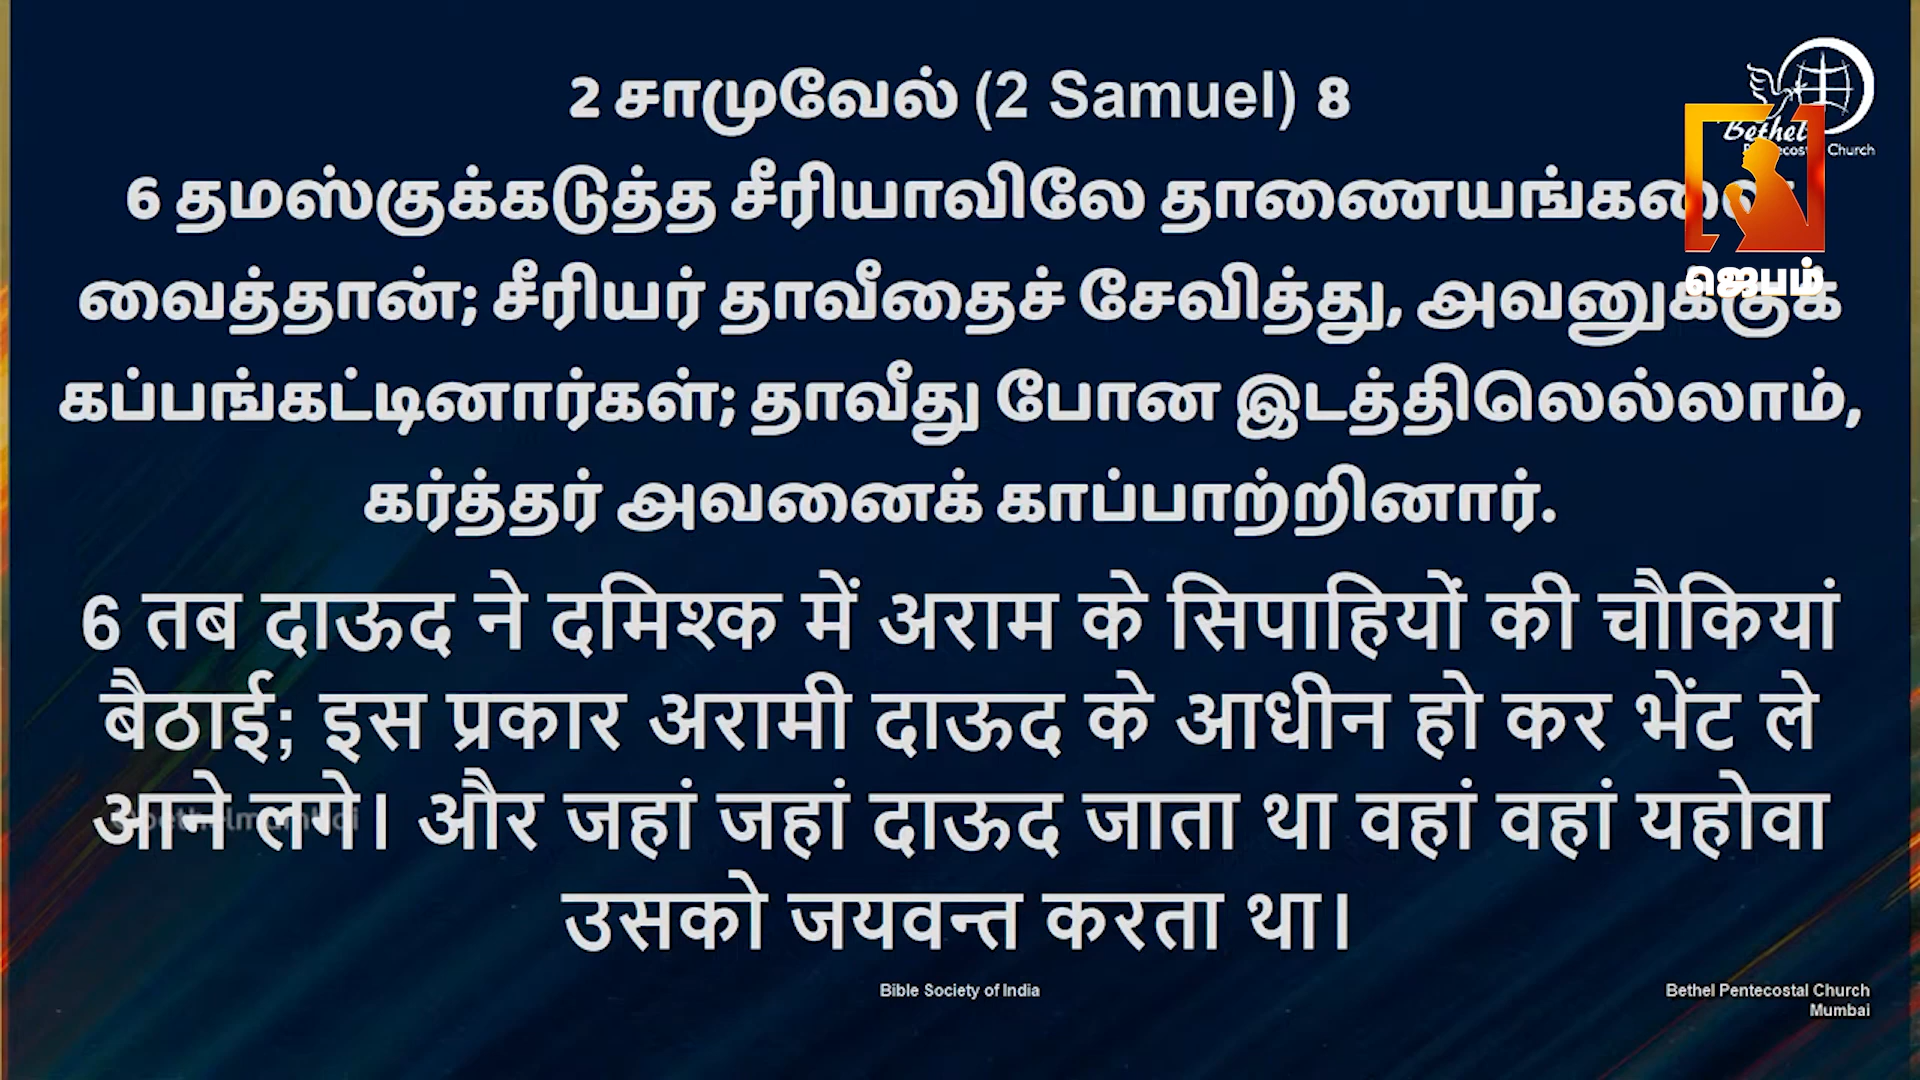 2 சாமுவேல் (2 Samuel) 8
6 தமஸ்குக்கடுத்த சீரியாவிலே தாணையங்களை
வைத்தான்; சீரியர் தாவீதைச் சேவித்து, அவனுக்குக்
கப்பங்கட்டினார்கள்; தாவீது போன இடத்திலெல்லாம்,
கர்த்தர் அவனைக் காப்பாற்றினார்.
6 तब दाऊद ने दमिश्क में अराम के सिपाहियों की चौकियां
बैठाई; इस प्रकार अरामी दाऊद के आधीन हो कर भेंट ले
आने लगे। और जहां जहां दाऊद जाता था वहां वहां यहोवा
उसको जयवन्त करता था।
Bethel
Church
ஜெபம்
@bethelmumbai
Bible Society of India
Bethel Pentecostal Church
Mumbai